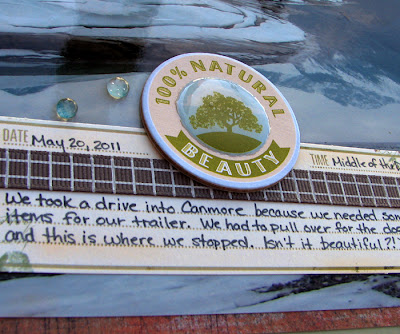 100% NATURAL
BEAUTY
DATE May 20, 2011
TIME Middle of the
We took a drive into Canmore because we needed
items for our trailer. We had to pull over for the
and this is where we stopped. Isn't it beautiful?!